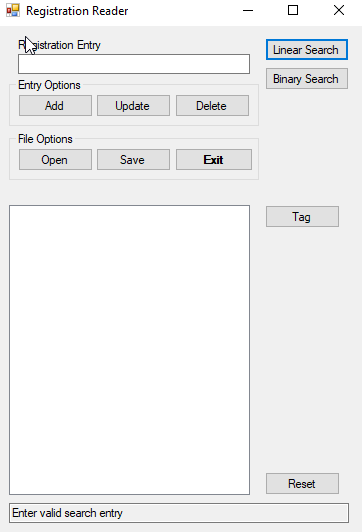 Registration Reader
Registration Entry
Linear Search
Binary Search
Entry Options
Add Update Delete
File Options
Open Save Exit
Tag
Reset
Enter valid search entry